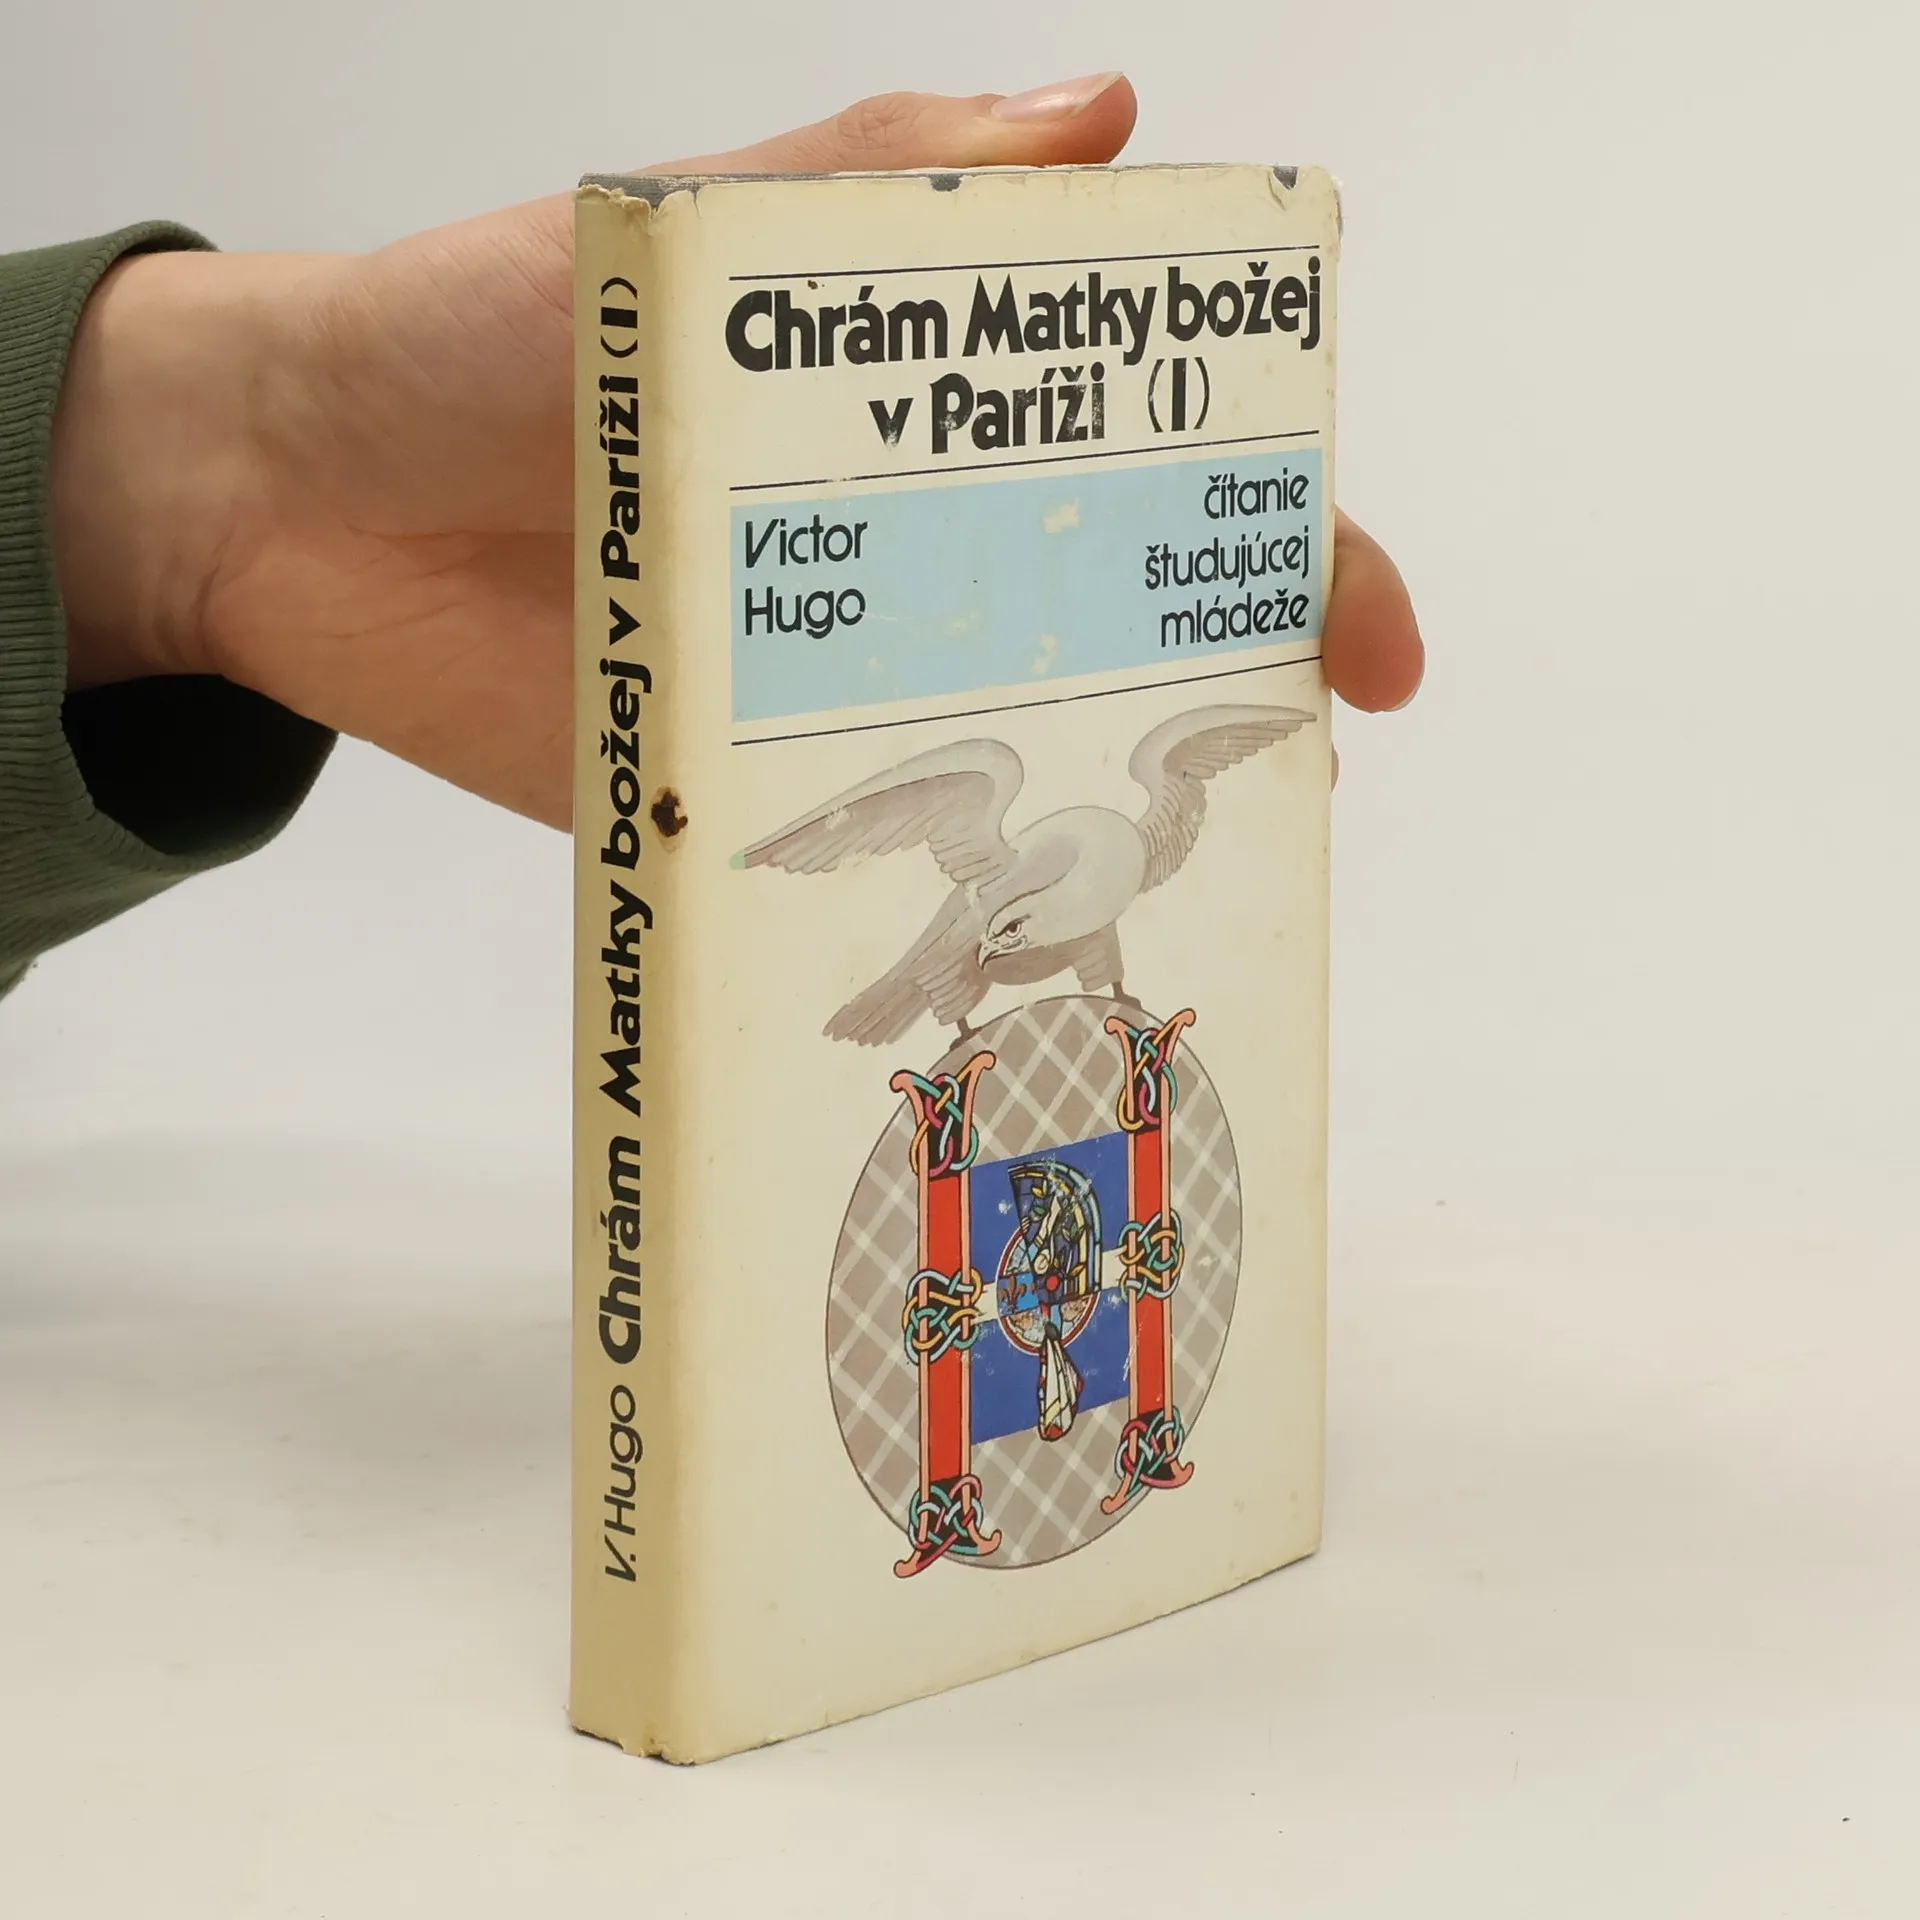 Chrám Matky božej
v Paríži (I)
Victor
Hugo
čítanie
študujúcej
mládeže
V. Hugo Chrám Matky božej v Paríži (I)